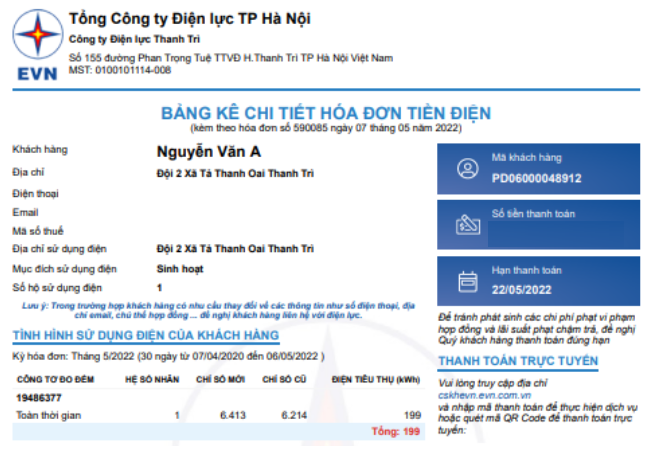 Tổng Công ty Điện lực TP Hà Nội
Công ty Điện lực Thanh Trì
Số 155 đường Phan Trọng Tuệ TTVĐ H.Thanh Trì TP Hà Nội Việt Nam
MST: 0100101114-008
EVN
BẢNG KÊ CHI TIẾT HÓA ĐƠN TIỀN ĐIỆN
(kèm theo hóa đơn số 590085 ngày 07 tháng 05 năm 2022)
Khách hàng Nguyễn Văn A
Địa chỉ Đội 2 Xã Tả Thanh Oai Thanh Trì
Điện thoại
Email
Mã số thuế
Địa chỉ sử dụng điện Đội 2 Xã Tả Thanh Oai Thanh Trì
Mục đích sử dụng điện Sinh hoạt
Số hộ sử dụng điện 1
Lưu ý: Trong trường hợp khách hàng có nhu cầu thay đổi về các thông tin như số điện thoại, địa
chỉ email, chủ thể hợp đồng ... đề nghị khách hàng liên hệ với điện lực.
TÌNH HÌNH SỬ DỤNG ĐIỆN CỦA KHÁCH HÀNG
Kỳ hóa đơn: Tháng 5/2022 (30 ngày từ 07/04/2020 đến 06/05/2022 )
CÔNG TƠ ĐO ĐẾM HỆ SỐ NHÂN CHỈ SỐ MỚI CHỈ SỐ CŨ ĐIỆN TIÊU THỤ (kWh)
19486377
Toàn thời gian 1 6.413 6.214 199
Tổng: 199
Mã khách hàng
PD06000048912
Số tiền thanh toán
Hạn thanh toán
22/05/2022
Để tránh phát sinh các chi phí phạt vi phạm
hợp đồng và lãi suất phạt chậm trả, đề nghị
Quý khách hàng thanh toán đúng hạn
THANH TOÁN TRỰC TUYẾN
Vui lòng truy cập địa chỉ
cskhevn.evn.com.vn
và nhập mã thanh toán để thực hiện dịch vụ
hoặc quét mã QR Code để thanh toán trực
tuyến: